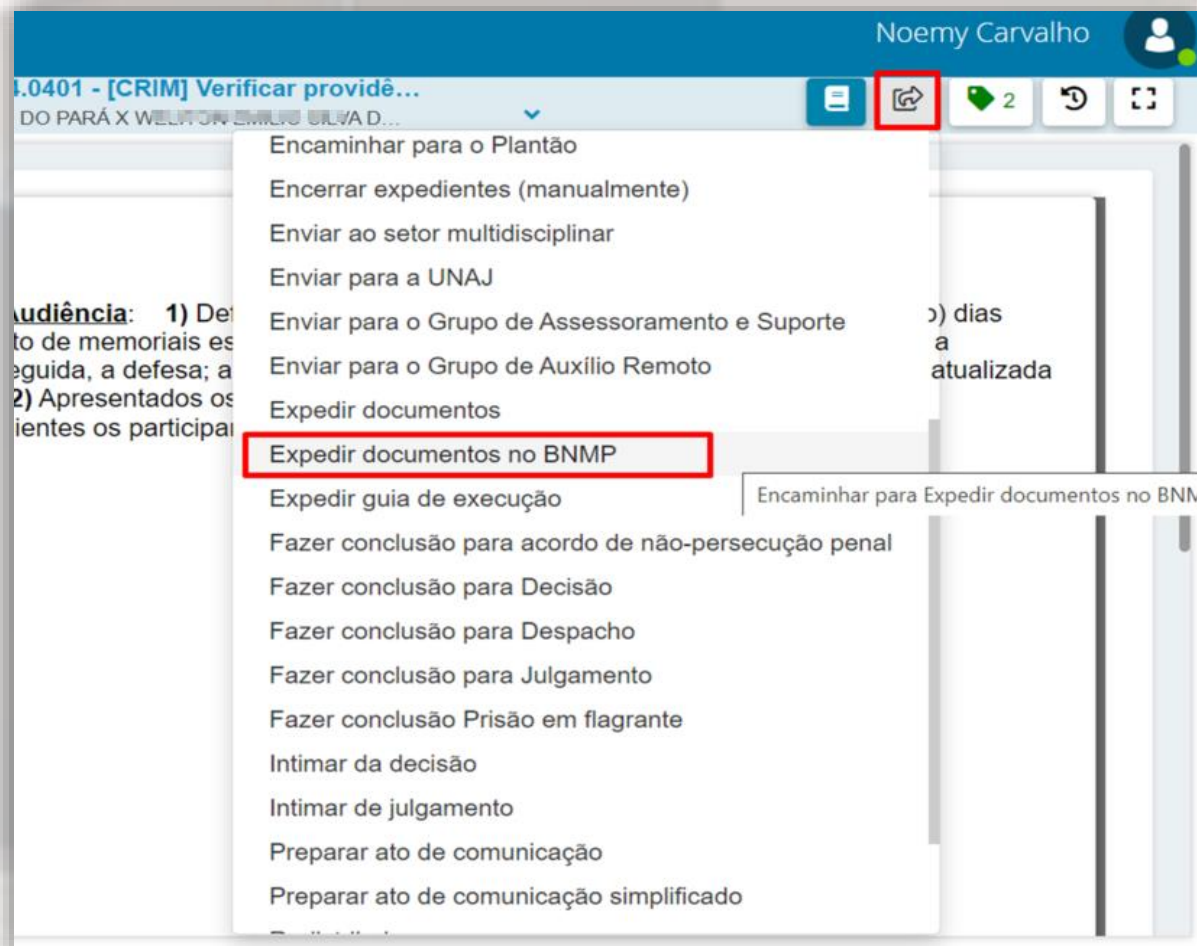 Noemy Carvalho
4.0401 - [CRIM] Verificar providê...
DO PARÁ X
2
Encaminhar para o Plantão
Encerrar expedientes (manualmente)
Enviar ao setor multidisciplinar
Enviar para a UNAJ
Audiência: 1) Def
Enviar para o Grupo de Assessoramento e Suporte
o) dias
to de memoriais es
a
Enviar para o Grupo de Auxílio Remoto
eguida, a defesa; a
atualizada
2) Apresentados os
Expedir documentos
ientes os participar
Expedir documentos no BNMP
Expedir guia de execução
Encaminhar para Expedir documentos no BNM
Fazer conclusão para acordo de não-persecução penal
Fazer conclusão para Decisão
Fazer conclusão para Despacho
Fazer conclusão para Julgamento
Fazer conclusão Prisão em flagrante
Intimar da decisão
Intimar de julgamento
Preparar ato de comunicação
Preparar ato de comunicação simplificado